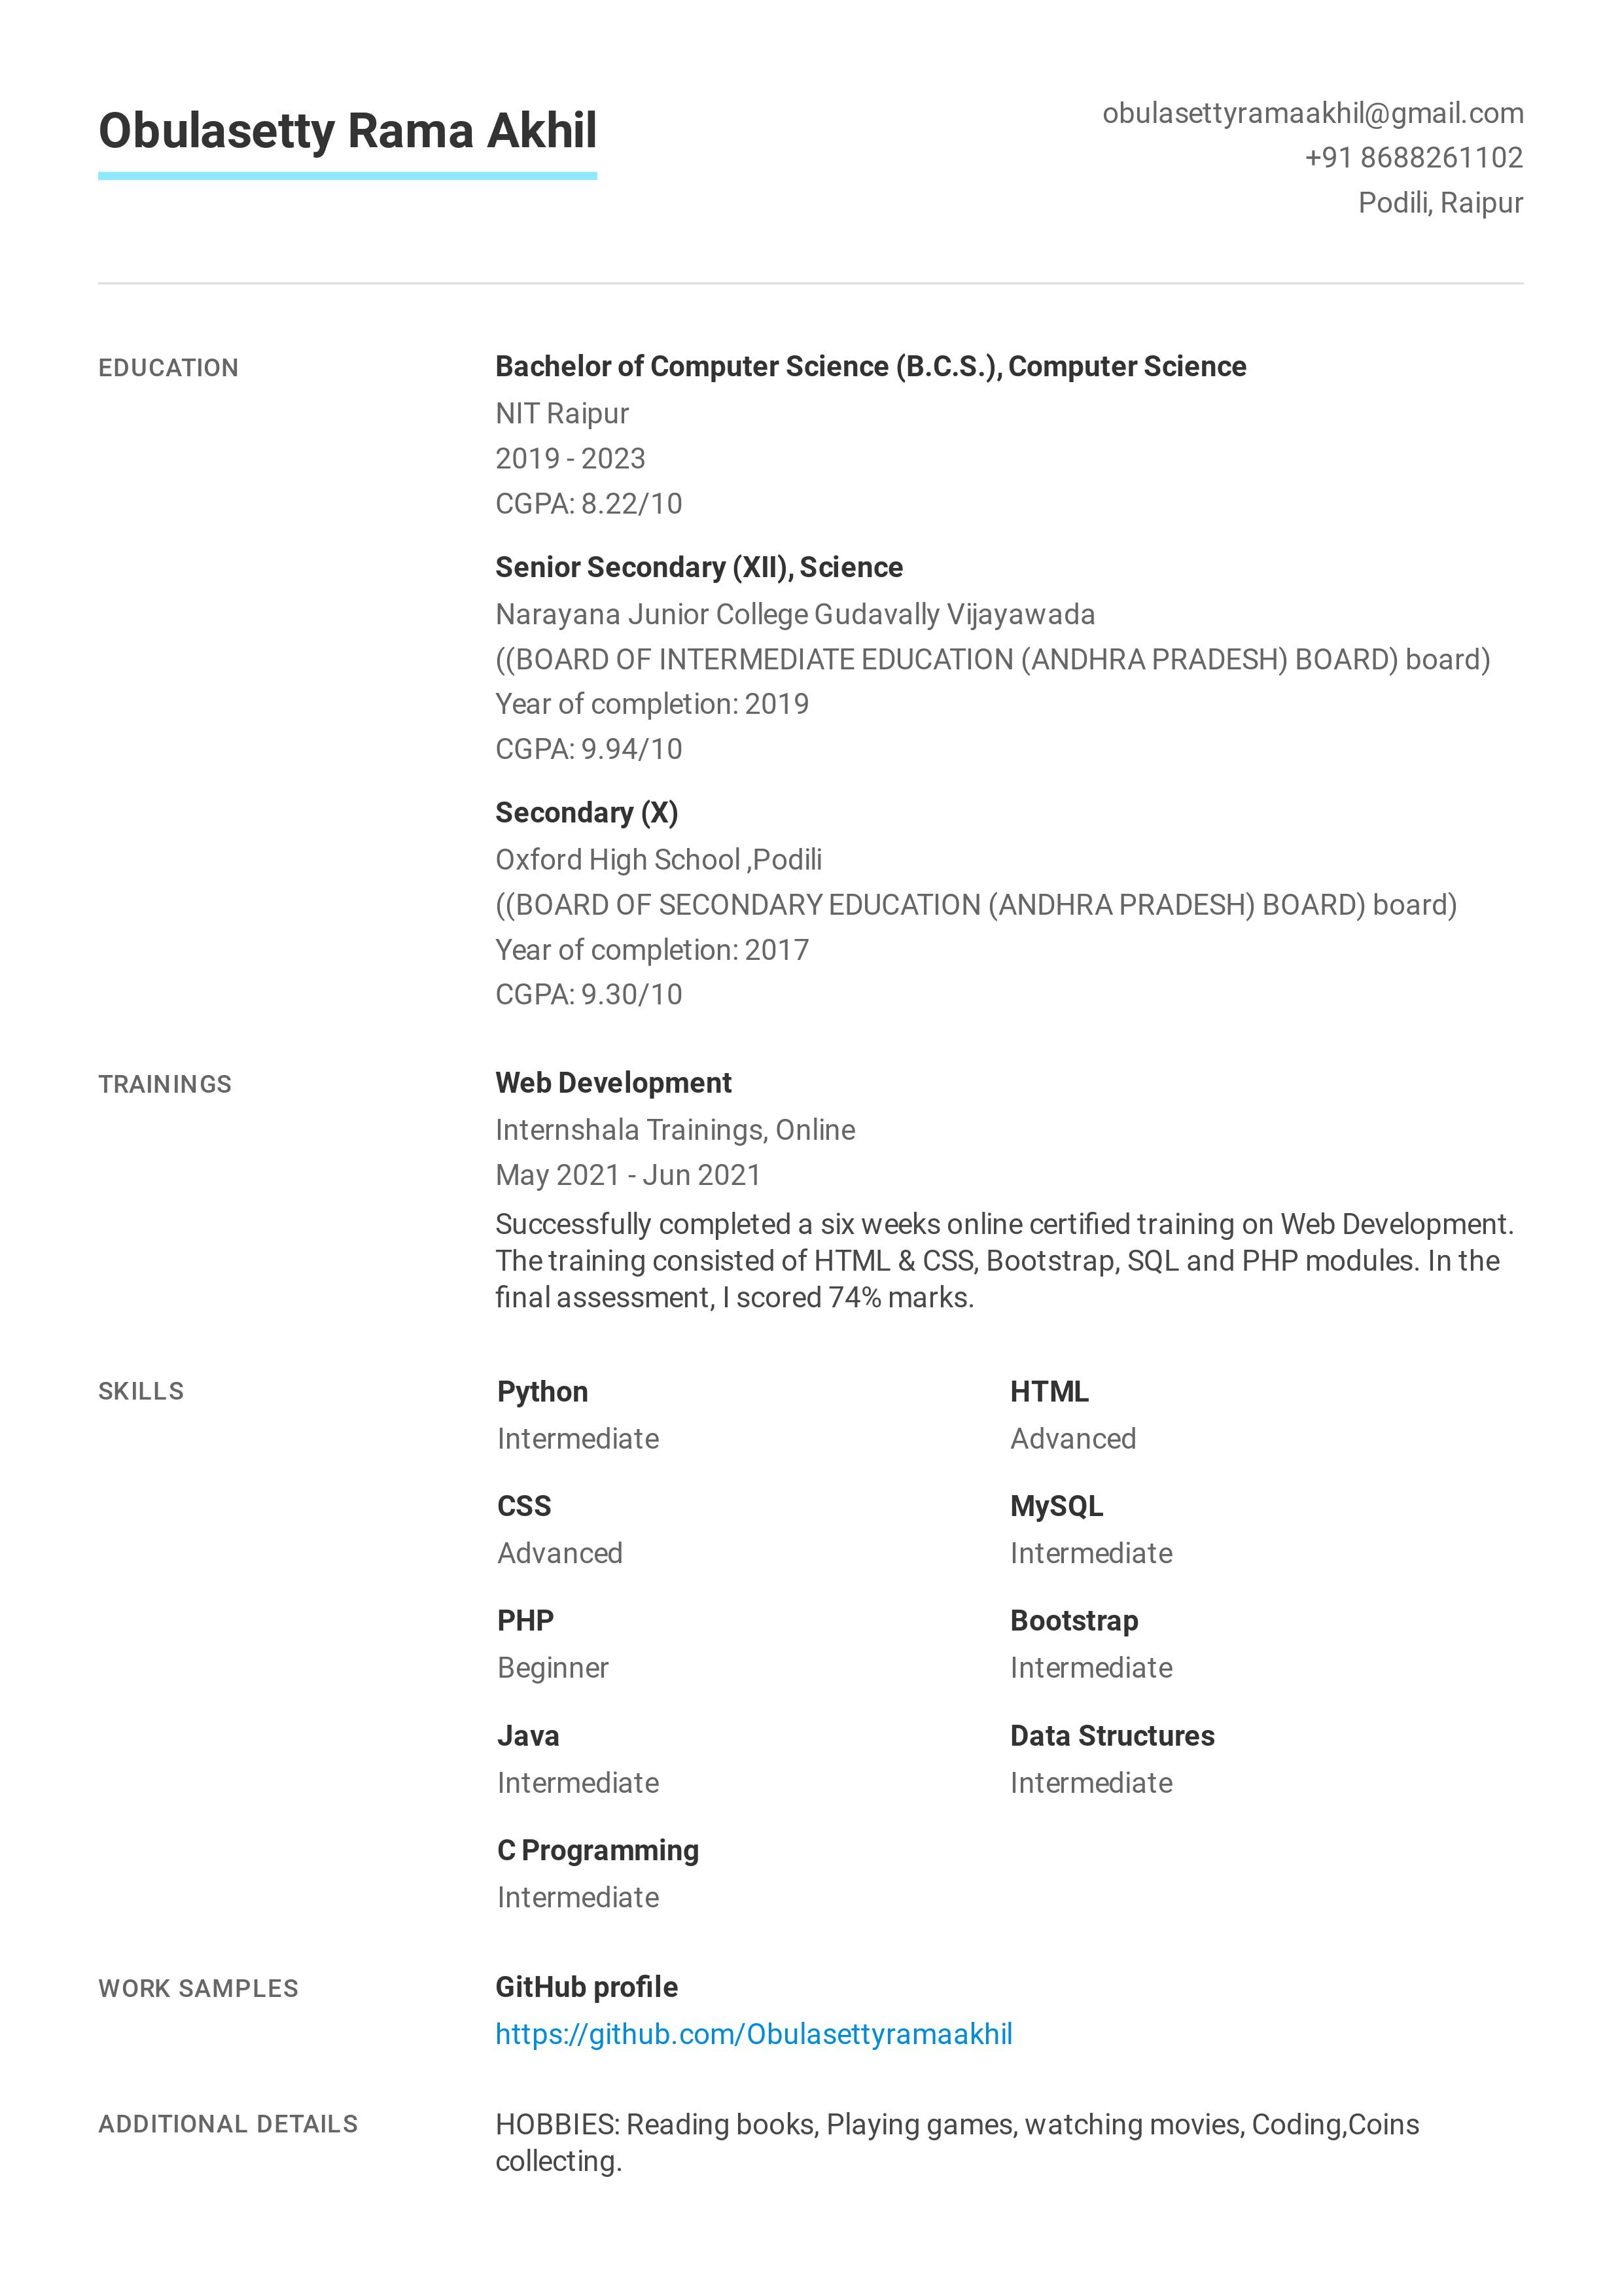 Obulasetty Rama Akhil
obulasettyramaakhil@gmail.com
+91 8688261102
Podili, Raipur
EDUCATION
Bachelor of Computer Science (B.C.S.), Computer Science
NIT Raipur
2019 - 2023
CGPA: 8.22/10
Senior Secondary (XII), Science
Narayana Junior College Gudavally Vijayawada
((BOARD OF INTERMEDIATE EDUCATION (ANDHRA PRADESH) BOARD) board)
Year of completion: 2019
CGPA: 9.94/10
Secondary (X)
Oxford High School ,Podili
((BOARD OF SECONDARY EDUCATION (ANDHRA PRADESH) BOARD) board)
Year of completion: 2017
CGPA: 9.30/10
TRAININGS
Web Development
Internshala Trainings, Online
May 2021 - Jun 2021
Successfully completed a six weeks online certified training on Web Development.
The training consisted of HTML & CSS, Bootstrap, SQL and PHP modules. In the
final assessment, I scored 74% marks.
SKILLS
Python
Intermediate
HTML
Advanced
CSS
Advanced
MySQL
Intermediate
PHP
Beginner
Bootstrap
Intermediate
Java
Intermediate
Data Structures
Intermediate
C Programming
Intermediate
WORK SAMPLES
GitHub profile
https://github.com/Obulasettyramaakhil
ADDITIONAL DETAILS
HOBBIES: Reading books, Playing games, watching movies, Coding,Coins
collecting.